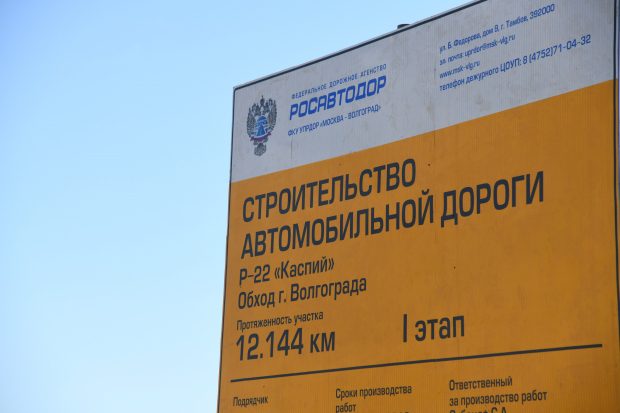 ФЕДЕРАЛЬНОЕ ДОРОЖНОЕ АГЕНСТВО
РОСАВТОДОР
ФКУ УПРДОР «МОСКВА - ВОЛГОГРАД»
ул. Б. Федорова, дом 9, г. Тамбов, 392000
эл. почта: uprdor@msk-vlg.ru
www.msk-vlg.ru
телефон дежурного ЦОУП: 8 (4752)71-04-32
СТРОИТЕЛЬСТВО
АВТОМОБИЛЬНОЙ ДОРОГИ
Р-22 «Каспий»
Обход г. Волгограда
Протяженность участка
12.144 км I этап
Подрядчик
Сроки производства
работ
Ответственный
за производство работ